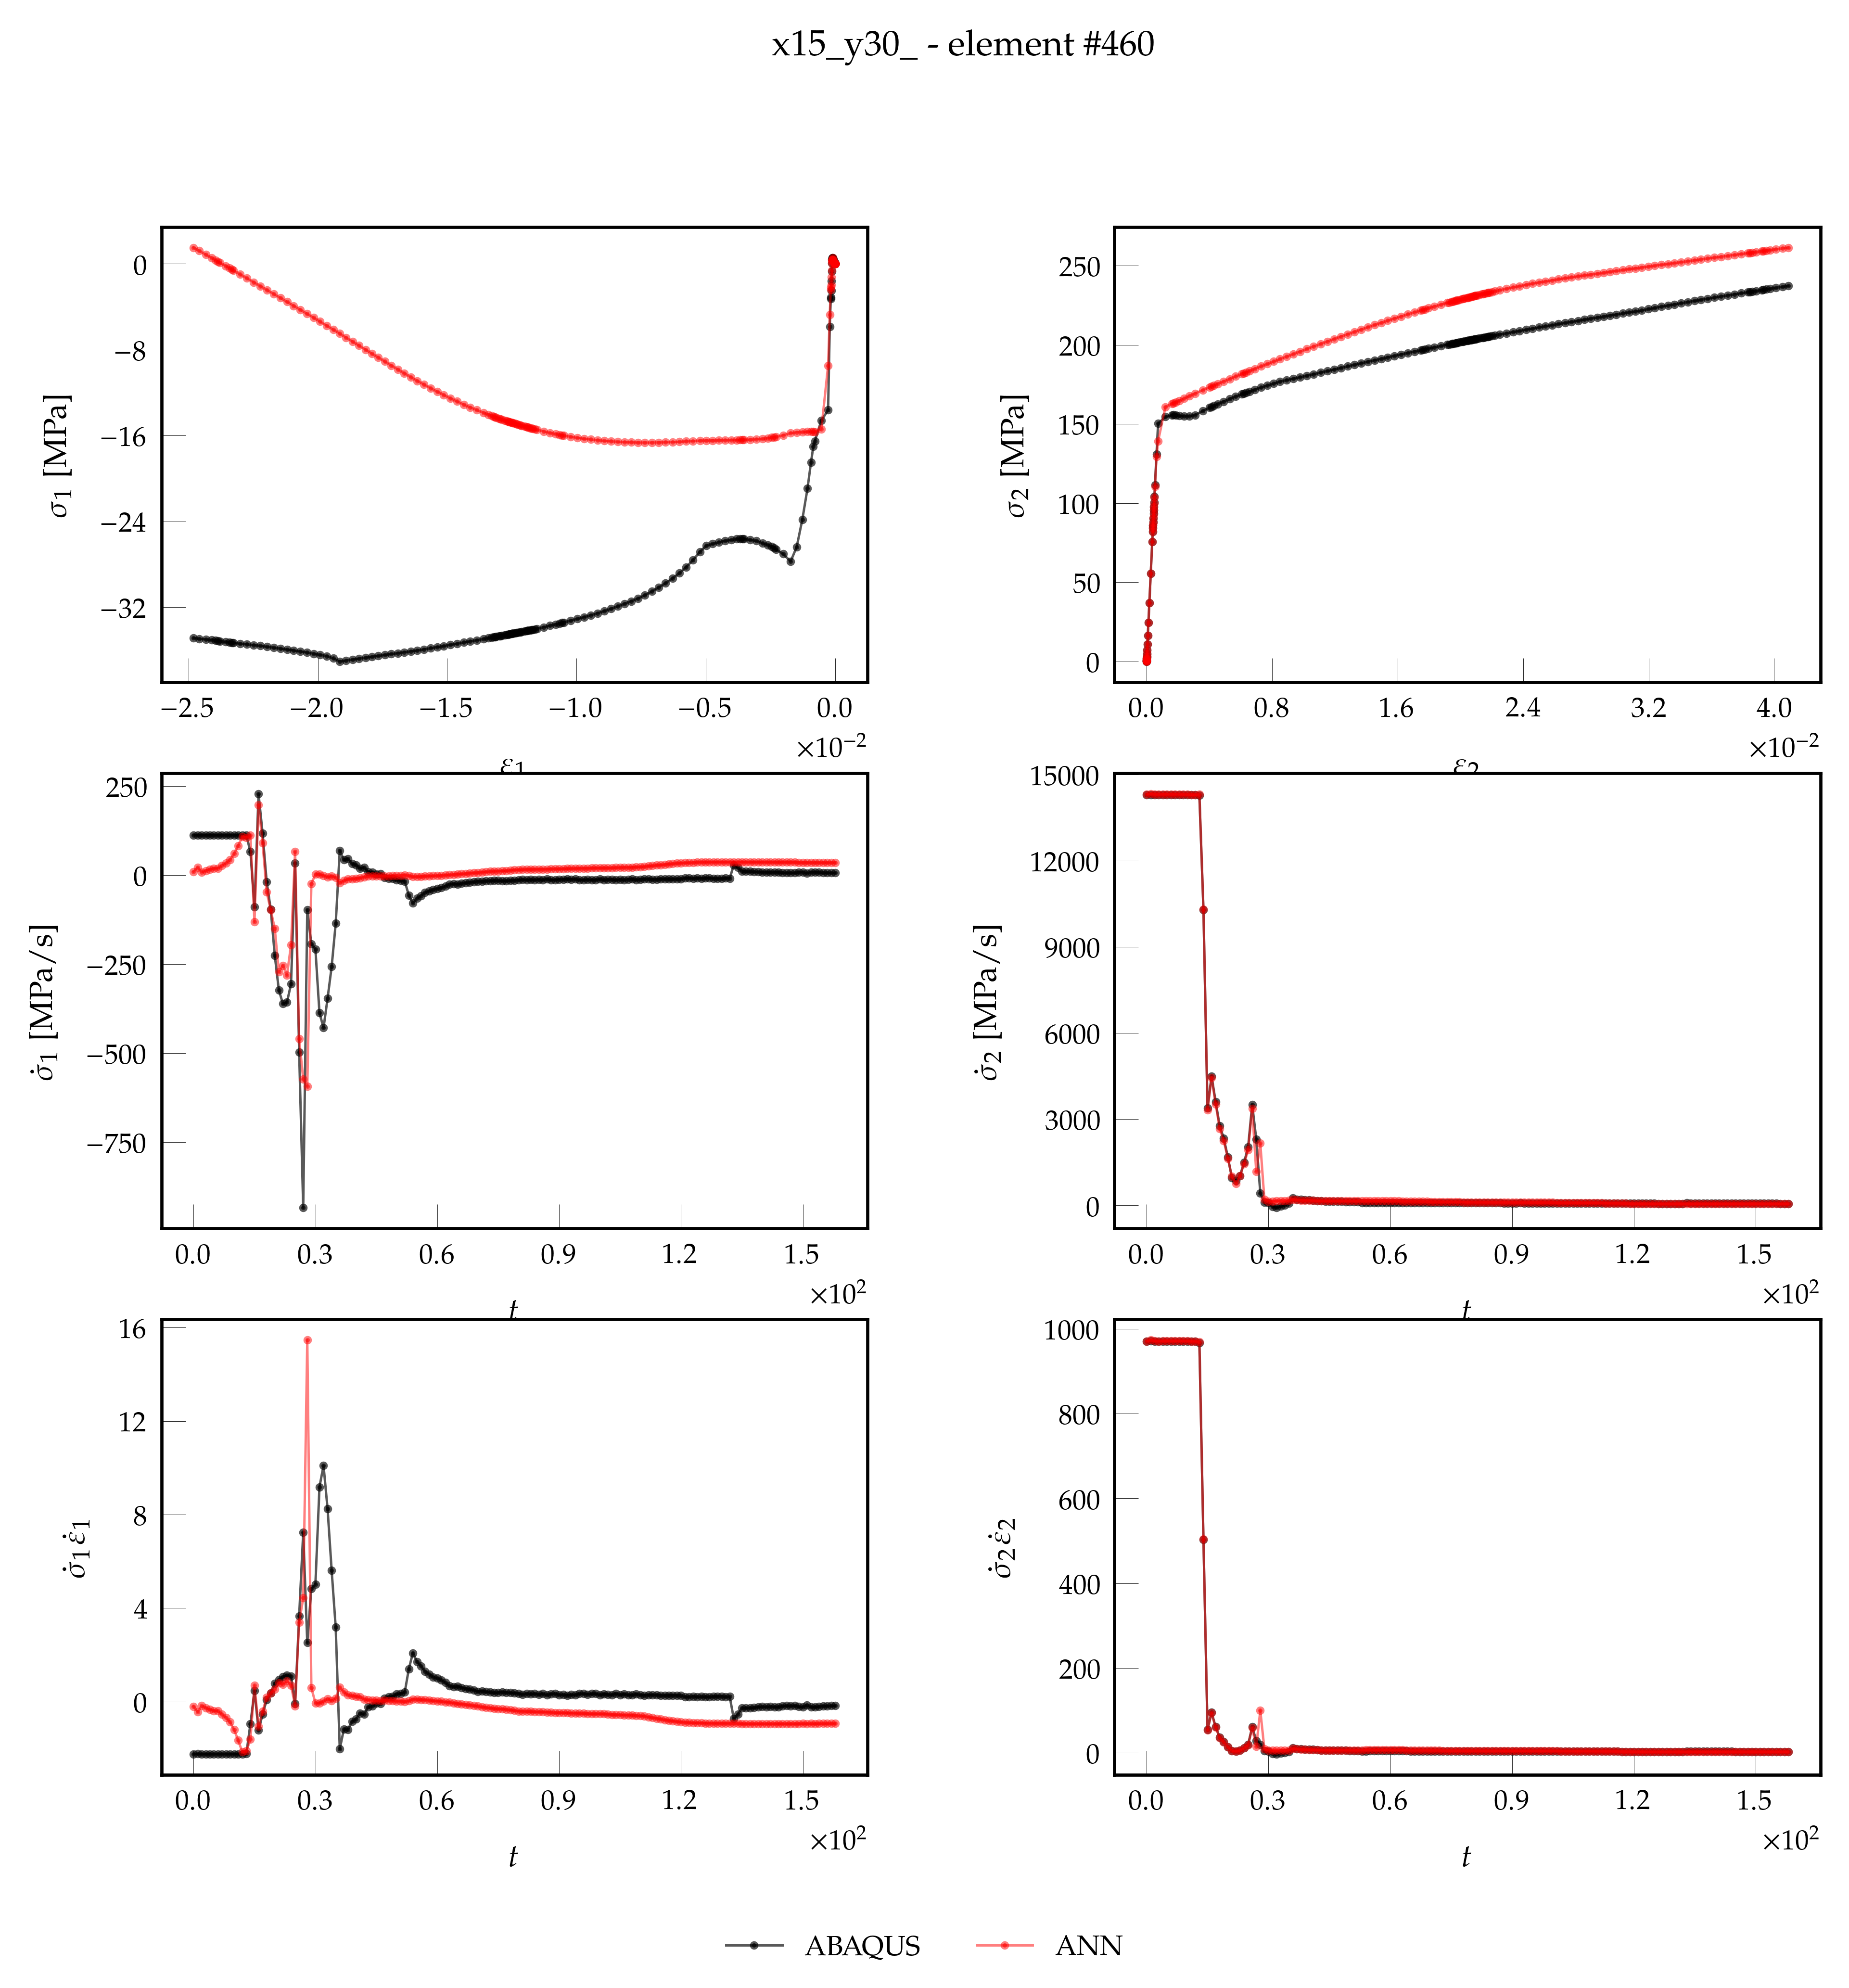 x15_y30_ - element #460
σ₁ [MPa]
0
−8
−16
−24
−32
−2.5 −2.0 −1.5 −1.0 −0.5 0.0
×10⁻²
ε₁
σ₂ [MPa]
250
200
150
100
50
0
0.0 0.8 1.6 2.4 3.2 4.0
×10⁻²
ε₂
σ̇₁ [MPa/s]
250
0
−250
−500
−750
0.0 0.3 0.6 0.9 1.2 1.5
×10²
t
σ̇₂ [MPa/s]
15000
12000
9000
6000
3000
0
0.0 0.3 0.6 0.9 1.2 1.5
×10²
t
σ̇₁ε̇₁
16
12
8
4
0
0.0 0.3 0.6 0.9 1.2 1.5
×10²
t
σ̇₂ε̇₂
1000
800
600
400
200
0
0.0 0.3 0.6 0.9 1.2 1.5
×10²
t
ABAQUS ANN